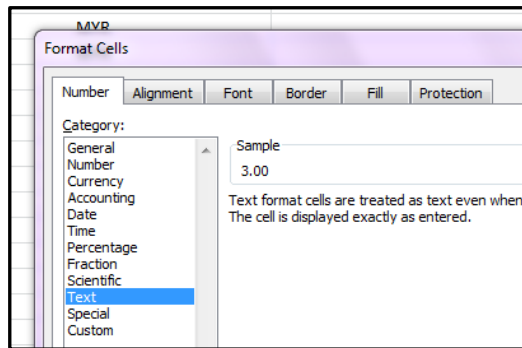 MYR
Format Cells
Number Alignment Font Border Fill Protection
Category:
General
Number
Currency
Accounting
Date
Time
Percentage
Fraction
Scientific
Text
Special
Custom
Sample
3.00
Text format cells are treated as text even when
The cell is displayed exactly as entered.